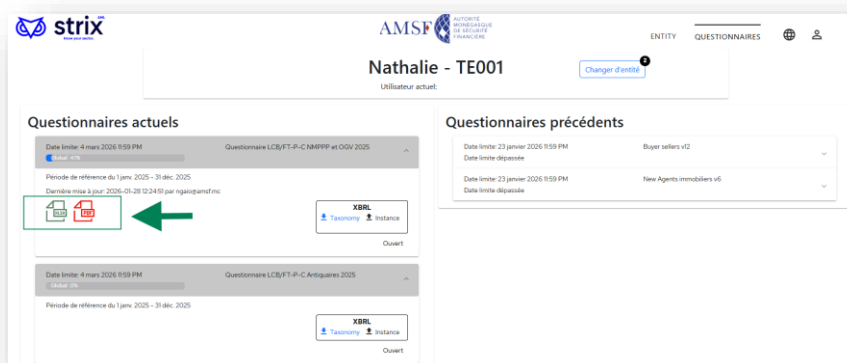 strix
AMSF AUTORITÉ MONÉGASQUE DE SÉCURITÉ FINANCIÈRE
ENTITY QUESTIONNAIRES
Nathalie - TE001
Changer d'entité 2
Utilisateur actuel:
Questionnaires actuels
Date limite: 4 mars 2026 11:59 PM Questionnaire LCB/FT-P-C NMPPP et OGV 2025
Période de référence du 1 janv. 2025 - 31 déc. 2025
Dernière mise à jour: 2026-01-28 12:24:51 par ngaix@amsf.mc
XLSX PDF
XBRL
Taxonomy Instance
Ouvert
Date limite: 4 mars 2026 11:59 PM Questionnaire LCB/FT-P-C Antiquaires 2025
Global: 0%
Période de référence du 1 janv. 2025 - 31 déc. 2025
XBRL
Taxonomy Instance
Ouvert
Questionnaires précédents
Date limite: 23 janvier 2026 11:59 PM Buyer sellers v12
Date limite dépassée
Date limite: 23 janvier 2026 11:59 PM New Agents immobiliers v6
Date limite dépassée